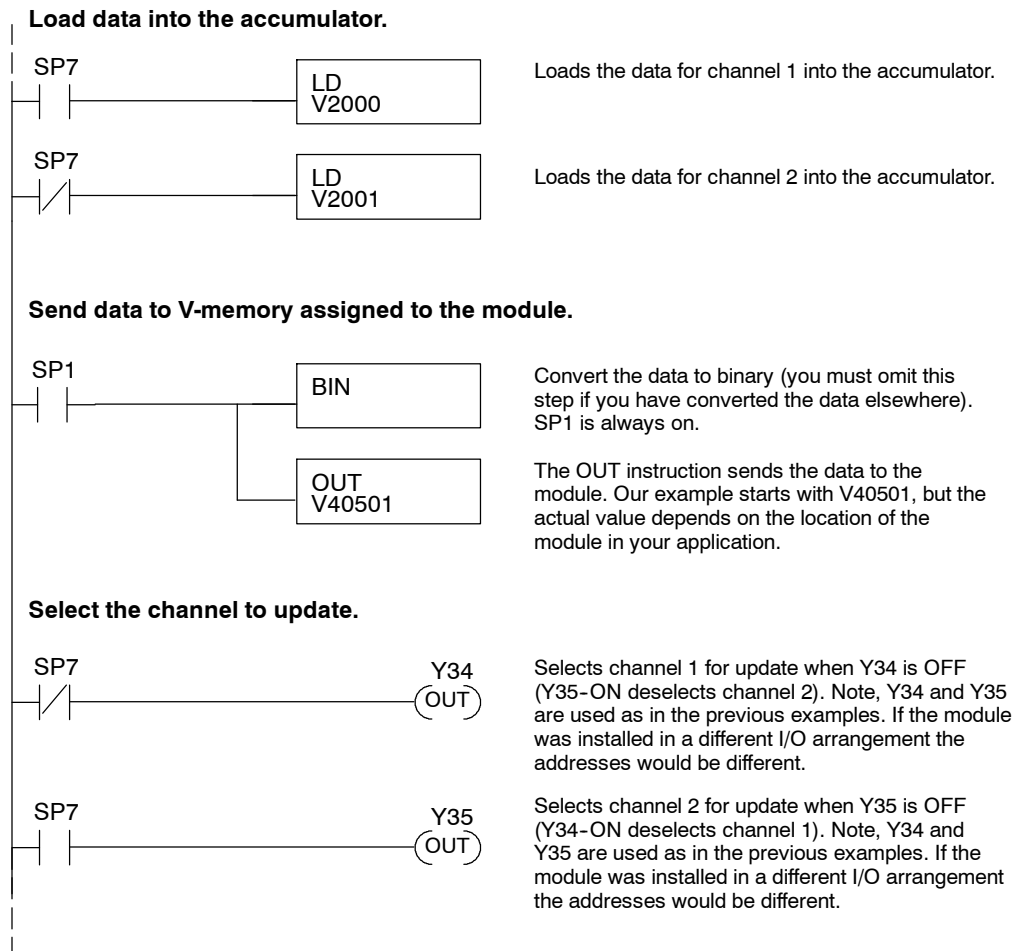 Load data into the accumulator.
SP7
LD
V2000
Loads the data for channel 1 into the accumulator.
SP7
LD
V2001
Loads the data for channel 2 into the accumulator.
Send data to V-memory assigned to the module.
SP1
BIN
Convert the data to binary (you must omit this
step if you have converted the data elsewhere).
SP1 is always on.
OUT
V40501
The OUT instruction sends the data to the
module. Our example starts with V40501, but the
actual value depends on the location of the
module in your application.
Select the channel to update.
SP7
Y34
OUT
Selects channel 1 for update when Y34 is OFF
(Y35-ON deselects channel 2). Note, Y34 and Y35
are used as in the previous examples. If the module
was installed in a different I/O arrangement the
addresses would be different.
SP7
Y35
OUT
Selects channel 2 for update when Y35 is OFF
(Y34-ON deselects channel 1). Note, Y34 and
Y35 are used as in the previous examples. If the
module was installed in a different I/O arrangement
the addresses would be different.